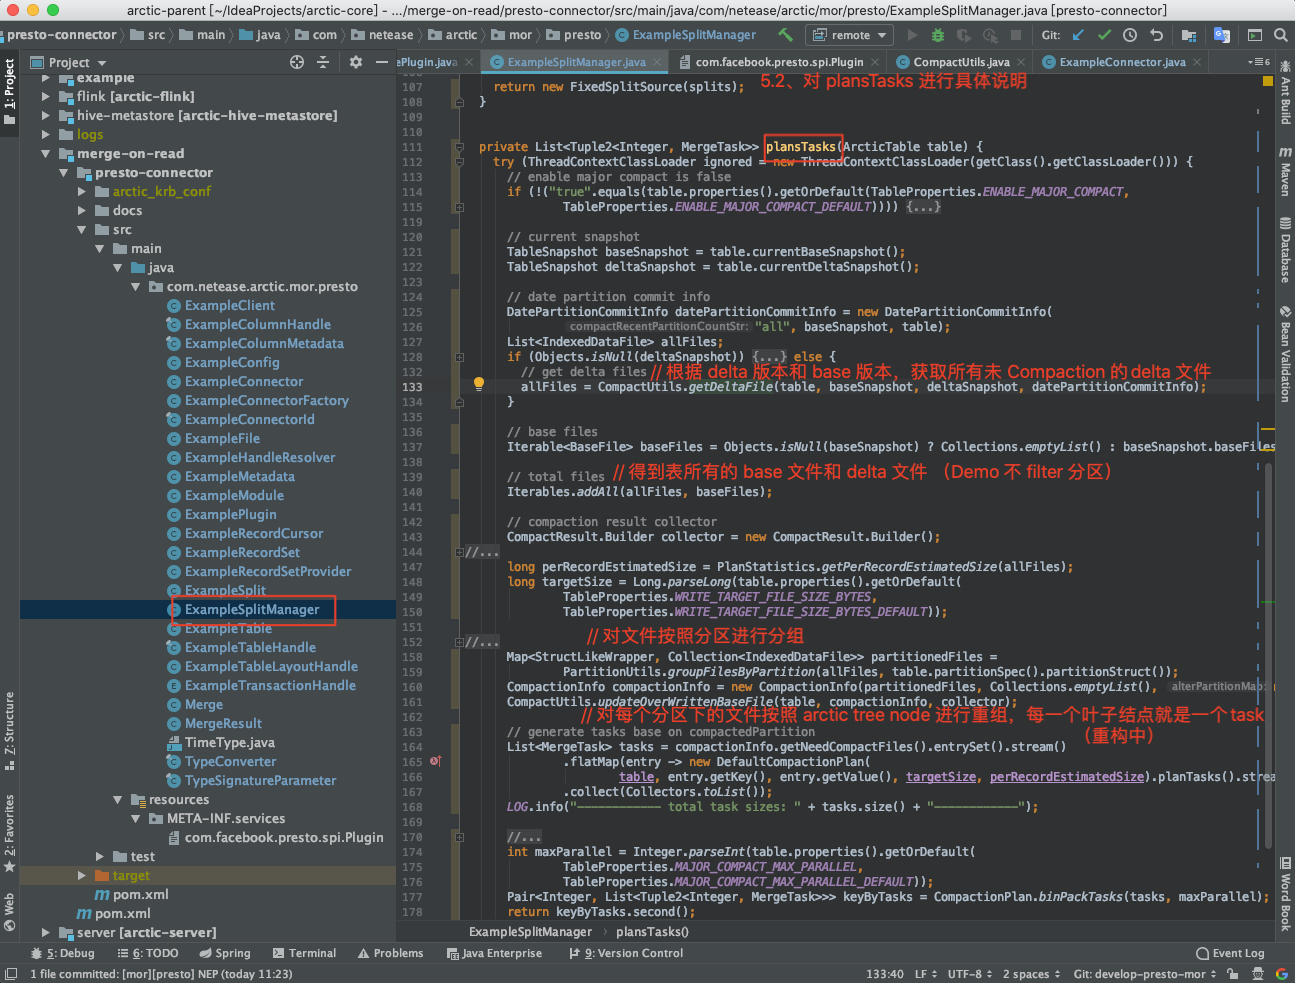 arctic-parent [~/IdeaProjects/arctic-core] - .../merge-on-read/presto-connector/src/main/java/com/netease/arctic/mor/presto/ExampleSplitManager.java [presto-connector]
presto-connector 〉 src 〉 main 〉 java 〉 com 〉 netease 〉 arctic 〉 mor 〉 presto 〉 ExampleSplitManager
remote
Git:
Project
ePlugin.java
ExampleSplitManager.java
com.facebook.presto.spi.Plugin
CompactUtils.java
ExampleConnector.java
6
1: Project
Z: Structure
2: Favorites
Web
Ant Build
Maven
Database
Bean Validation
Word Book
example
flink [arctic-flink]
hive-metastore [arctic-hive-metastore]
logs
merge-on-read
presto-connector
arctic_krb_conf
docs
src
main
java
com.netease.arctic.mor.presto
ExampleClient
ExampleColumnHandle
ExampleColumnMetadata
ExampleConfig
ExampleConnector
ExampleConnectorFactory
ExampleConnectorId
ExampleFile
ExampleHandleResolver
ExampleMetadata
ExampleModule
ExamplePlugin
ExampleRecordCursor
ExampleRecordSet
ExampleRecordSetProvider
ExampleSplit
ExampleSplitManager
ExampleTable
ExampleTableHandle
ExampleTableLayoutHandle
ExampleTransactionHandle
Merge
MergeResult
TimeType.java
TypeConverter
TypeSignatureParameter
resources
META-INF.services
com.facebook.presto.spi.Plugin
test
target
pom.xml
pom.xml
server [arctic-server]
107 return new FixedSplitSource(splits); 5.2、对 plansTasks 进行具体说明
108 }
109
110
111 private List<Tuple2<Integer, MergeTask>> plansTasks(ArcticTable table) {
112 try (ThreadContextClassLoader ignored = new ThreadContextClassLoader(getClass().getClassLoader())) {
113 // enable major compact is false
114 if (!("true".equals(table.properties().getOrDefault(TableProperties.ENABLE_MAJOR_COMPACT,
115 TableProperties.ENABLE_MAJOR_COMPACT_DEFAULT)))) {...}
119
120 // current snapshot
121 TableSnapshot baseSnapshot = table.currentBaseSnapshot();
122 TableSnapshot deltaSnapshot = table.currentDeltaSnapshot();
123
124 // date partition commit info
125 DatePartitionCommitInfo datePartitionCommitInfo = new DatePartitionCommitInfo(
126 compactRecentPartitionCountStr: "all", baseSnapshot, table);
127 List<IndexedDataFile> allFiles;
128 if (Objects.isNull(deltaSnapshot)) {...} else {
132 // get delta files // 根据 delta 版本和 base 版本，获取所有未 Compaction 的 delta 文件
133 allFiles = CompactUtils.getDeltaFile(table, baseSnapshot, deltaSnapshot, datePartitionCommitInfo);
134 }
135
136 // base files
137 Iterable<BaseFile> baseFiles = Objects.isNull(baseSnapshot) ? Collections.emptyList() : baseSnapshot.baseFiles
138
139 // total files // 得到表所有的 base 文件和 delta 文件 （Demo 不 filter 分区）
140 Iterables.addAll(allFiles, baseFiles);
141
142 // compaction result collector
143 CompactResult.Builder collector = new CompactResult.Builder();
144 //...
147 long perRecordEstimatedSize = PlanStatistics.getPerRecordEstimatedSize(allFiles);
148 long targetSize = Long.parseLong(table.properties().getOrDefault(
149 TableProperties.WRITE_TARGET_FILE_SIZE_BYTES,
150 TableProperties.WRITE_TARGET_FILE_SIZE_BYTES_DEFAULT));
151
152 //... // 对文件按照分区进行分组
158 Map<StructLikeWrapper, Collection<IndexedDataFile>> partitionedFiles =
159 PartitionUtils.groupFilesByPartition(allFiles, table.partitionSpec().partitionStruct());
160 CompactionInfo compactionInfo = new CompactionInfo(partitionedFiles, Collections.emptyList(), alterPartitionMap:
161 CompactUtils.updateOverWrittenBaseFile(table, compactionInfo, collector);
162 // 对每个分区下的文件按照 arctic tree node 进行重组，每一个叶子结点就是一个 task
163 // generate tasks base on compactedPartition （重构中）
164 List<MergeTask> tasks = compactionInfo.getNeedCompactFiles().entrySet().stream()
165 .flatMap(entry -> new DefaultCompactionPlan(
166 table, entry.getKey(), entry.getValue(), targetSize, perRecordEstimatedSize).planTasks().stre
167 .collect(Collectors.toList());
168 LOG.info("———————————— total task sizes: " + tasks.size() + "————————————");
169
170 //...
174 int maxParallel = Integer.parseInt(table.properties().getOrDefault(
175 TableProperties.MAJOR_COMPACT_MAX_PARALLEL,
176 TableProperties.MAJOR_COMPACT_MAX_PARALLEL_DEFAULT));
177 Pair<Integer, List<Tuple2<Integer, MergeTask>>> keyByTasks = CompactionPlan.binPackTasks(tasks, maxParallel);
178 return keyByTasks.second();
ExampleSplitManager 〉 plansTasks()
5: Debug
6: TODO
Spring
Terminal
Problems
Java Enterprise
9: Version Control
Event Log
1 file committed: [mor][presto] NEP (today 11:23)
133:40 LF UTF-8 2 spaces Git: develop-presto-mor